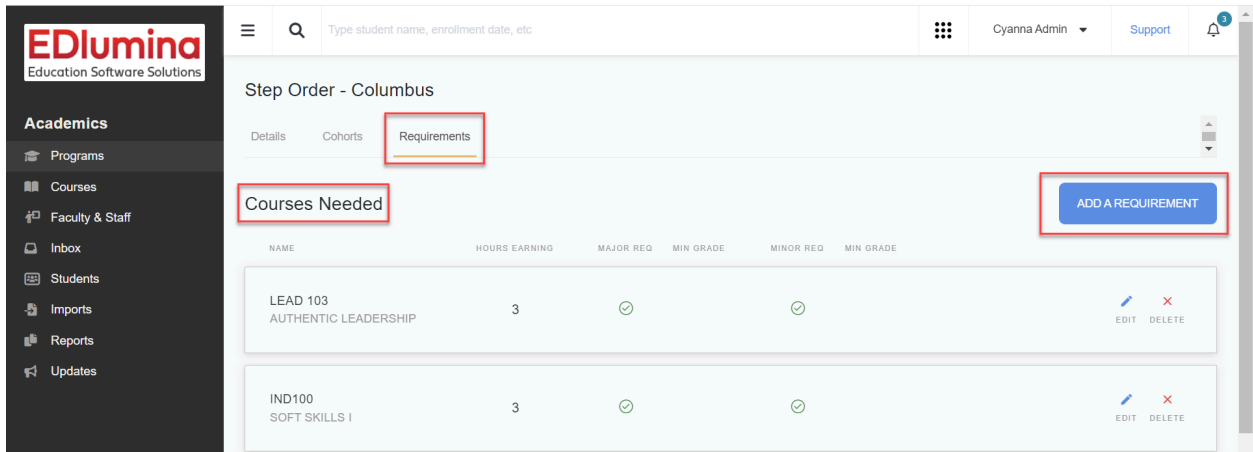 EDlumina
Education Software Solutions
Type student name, enrollment date, etc
Cyanna Admin
Support
3
Academics
Programs
Courses
Faculty & Staff
Inbox
Students
Imports
Reports
Updates
Step Order - Columbus
Details Cohorts Requirements
Courses Needed
ADD A REQUIREMENT
NAME HOURS EARNING MAJOR REQ MIN GRADE MINOR REQ MIN GRADE
LEAD 103
AUTHENTIC LEADERSHIP
3
EDIT DELETE
IND100
SOFT SKILLS I
3
EDIT DELETE